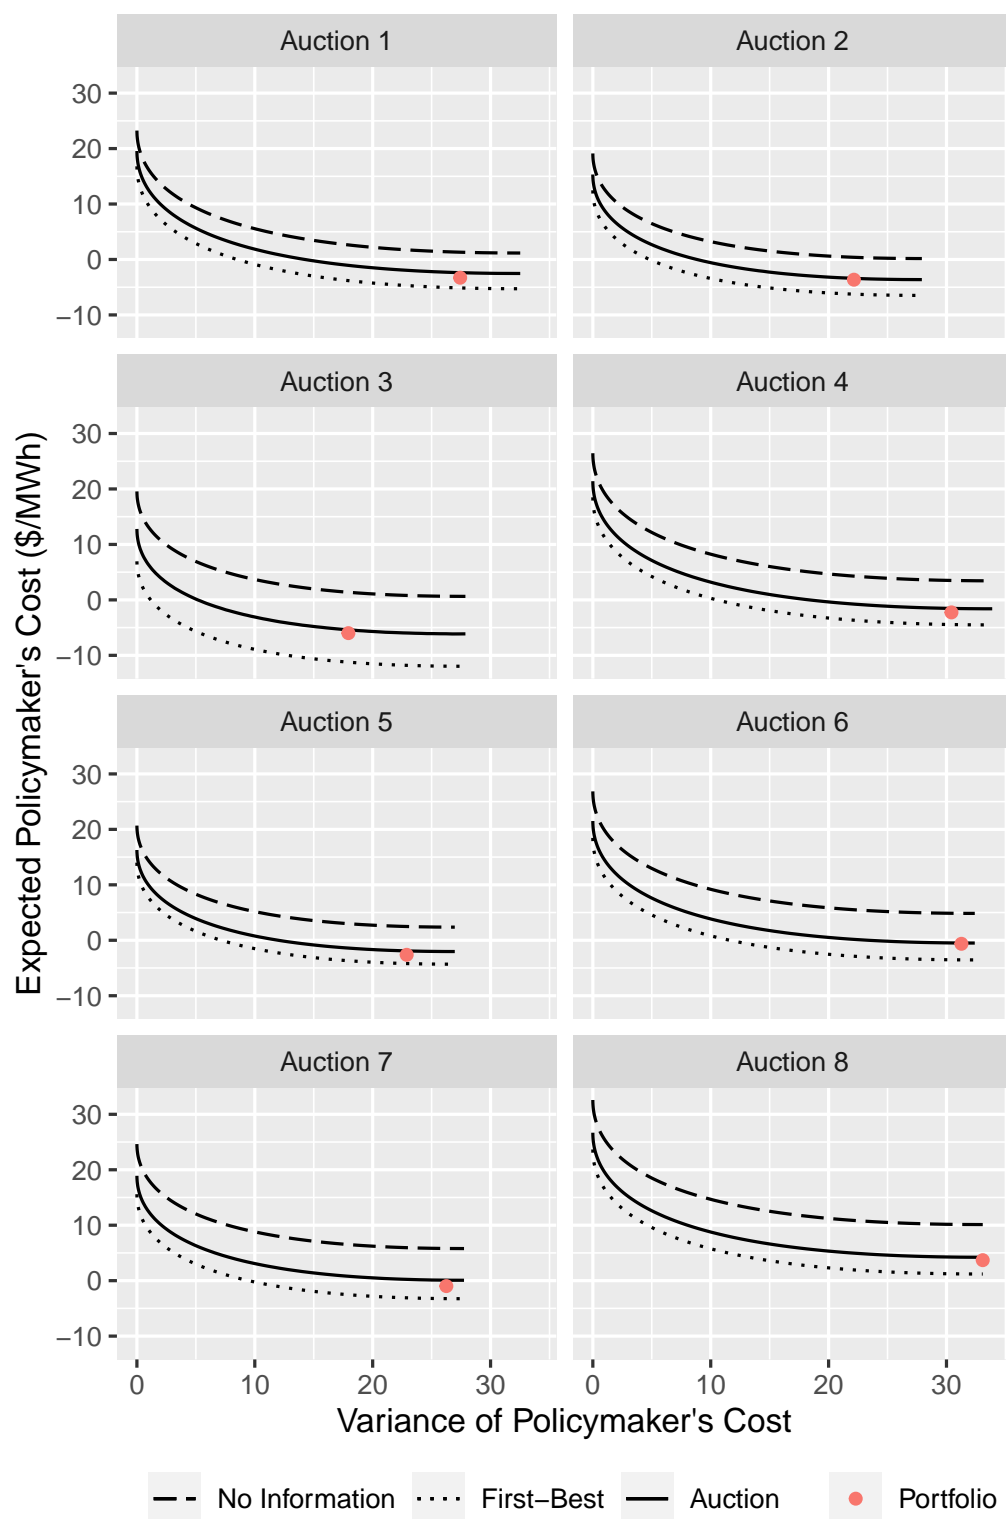 Auction 1
Auction 2
30
20
10
0
−10
Auction 3
Auction 4
30
20
10
0
−10
Auction 5
Auction 6
30
20
10
0
−10
Auction 7
Auction 8
30
20
10
0
−10
0 10 20 30
0 10 20 30
Expected Policymaker's Cost ($/MWh)
Variance of Policymaker's Cost
No Information First−Best Auction Portfolio